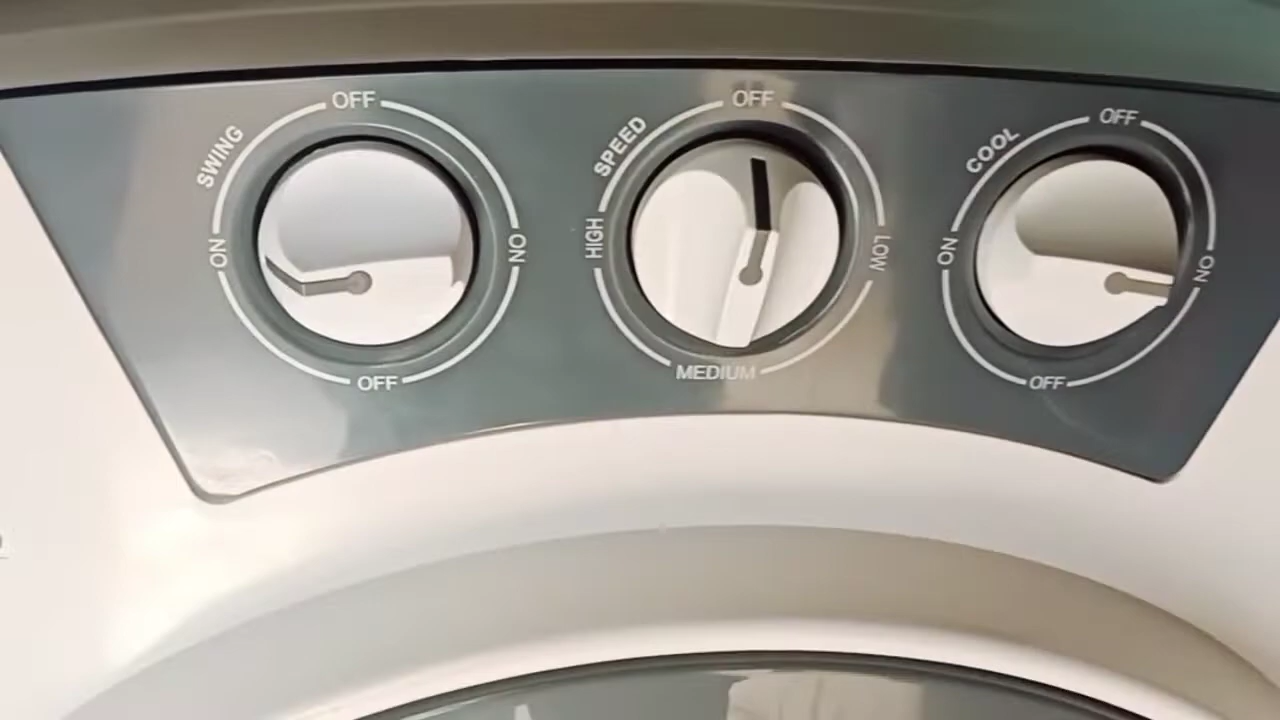 SWING
OFF
ON
ON
OFF
SPEED
OFF
HIGH
LOW
MEDIUM
COOL
OFF
ON
ON
OFF